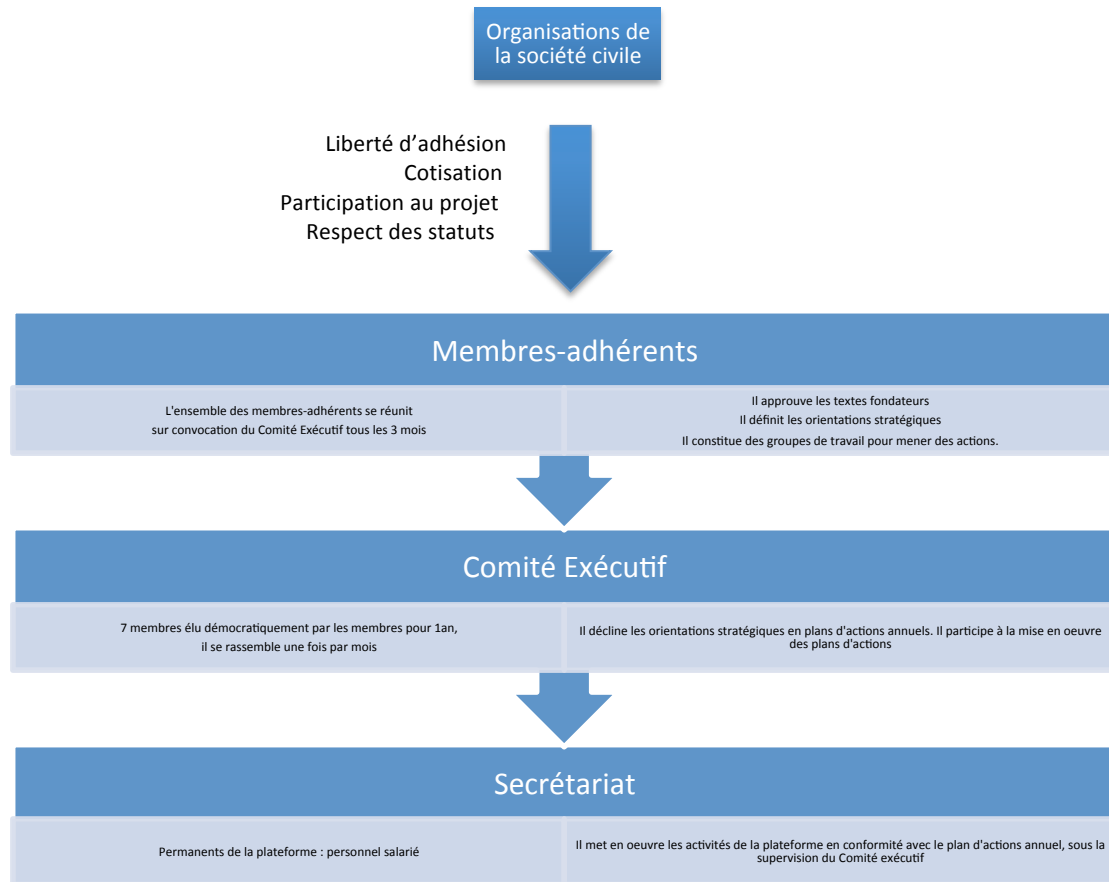 Organisations de
la société civile
Liberté d'adhésion
Cotisation
Participation au projet
Respect des statuts
Membres-adhérents
L'ensemble des membres-adhérents se réunit
sur convocation du Comité Exécutif tous les 3 mois
Il approuve les textes fondateurs
Il définit les orientations stratégiques
Il constitue des groupes de travail pour mener des actions.
Comité Exécutif
7 membres élu démocratiquement par les membres pour 1an,
il se rassemble une fois par mois
Il décline les orientations stratégiques en plans d'actions annuels. Il participe à la mise en oeuvre
des plans d'actions
Secrétariat
Permanents de la plateforme : personnel salarié
Il met en oeuvre les activités de la plateforme en conformité avec le plan d'actions annuel, sous la
supervision du Comité exécutif